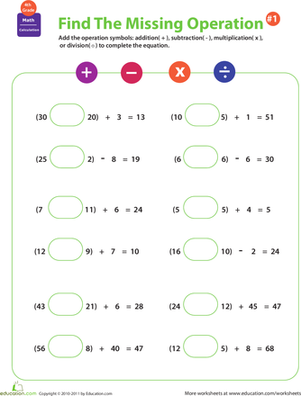 4th Grade
Math
Calculation
Find The Missing Operation #1
Add the operation symbols: addition( + ), subtraction( - ), multiplication( x ),
or division( ÷ ) to complete the equation.
+ − x ÷
(30 20) + 3 = 13 (10 5) + 1 = 51
(25 2) - 8 = 19 (6 6) - 6 = 30
(7 11) + 6 = 24 (5 5) + 4 = 5
(12 9) + 7 = 10 (16 10) - 2 = 24
(43 21) + 6 = 28 (24 12) + 45 = 47
(56 8) + 40 = 47 (12 5) + 8 = 68
education.com Copyright © 2010-2011 by Education.com More worksheets at www.education.com/worksheets